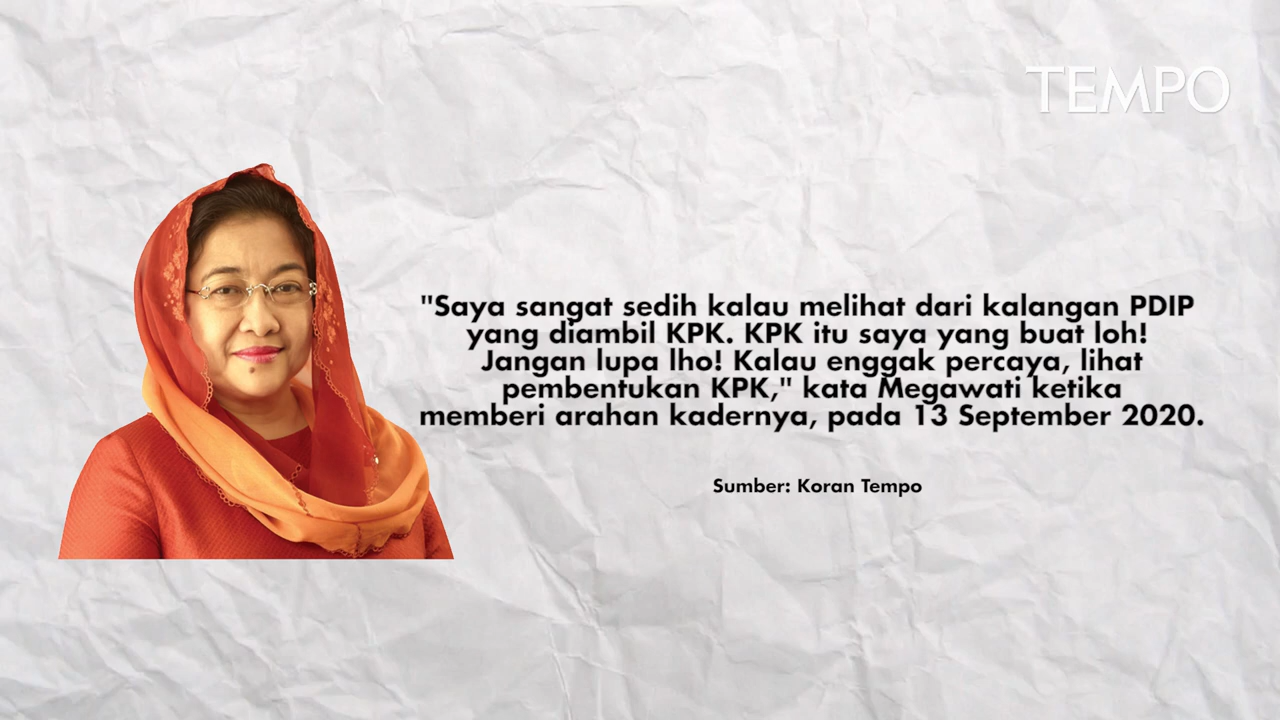 TEMPO
"Saya sangat sedih kalau melihat dari kalangan PDIP
yang diambil KPK. KPK itu saya yang buat loh!
Jangan lupa lho! Kalau enggak percaya, lihat
pembentukan KPK," kata Megawati ketika
memberi arahan kadernya, pada 13 September 2020.
Sumber: Koran Tempo